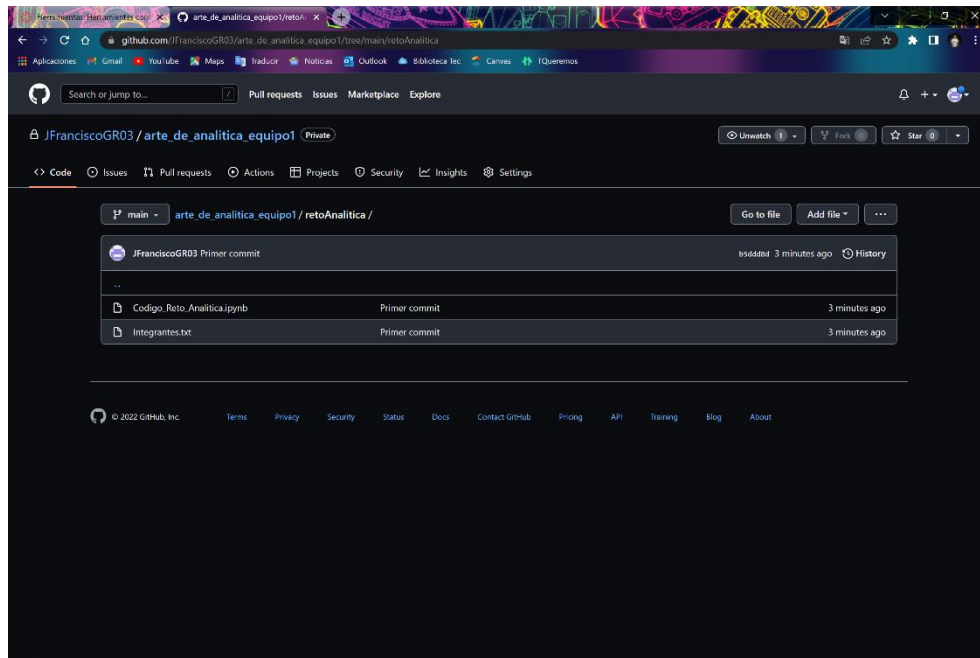 Herramientas: Herramientas con
arte_de_analitica_equipo1/retoAn
github.com/JFranciscoGR03/arte_de_analitica_equipo1/tree/main/retoAnalitica
Aplicaciones Gmail YouTube Maps Traducir Noticias Outlook Biblioteca Tec Canvas TQueremos
Search or jump to... / Pull requests Issues Marketplace Explore
JFranciscoGR03 / arte_de_analitica_equipo1 Private Unwatch 1 Fork 0 Star 0
Code Issues Pull requests Actions Projects Security Insights Settings
main arte_de_analitica_equipo1 / retoAnalitica / Go to file Add file ...
JFranciscoGR03 Primer commit 3 minutes ago History
..
Codigo_Reto_Analitica.ipynb Primer commit 3 minutes ago
Integrantes.txt Primer commit 3 minutes ago
© 2022 GitHub, Inc. Terms Privacy Security Status Docs Contact GitHub Pricing API Training Blog About